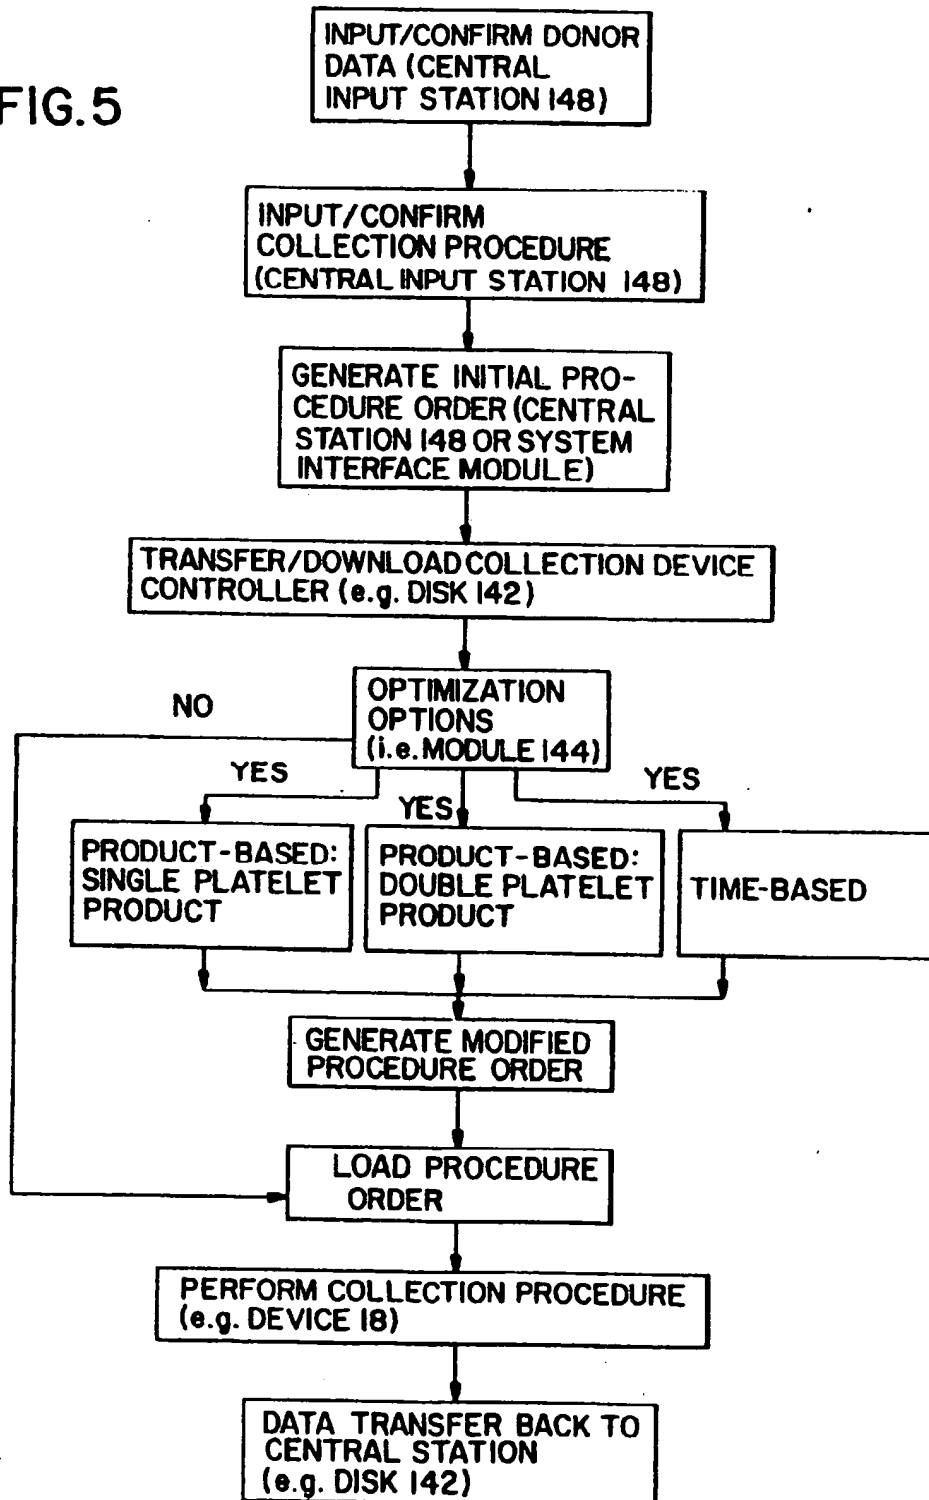 FIG.5
INPUT/CONFIRM DONOR
DATA (CENTRAL
INPUT STATION 148)
INPUT/CONFIRM
COLLECTION PROCEDURE
(CENTRAL INPUT STATION 148)
GENERATE INITIAL PRO-
CEDURE ORDER (CENTRAL
STATION 148 OR SYSTEM
INTERFACE MODULE)
TRANSFER/DOWNLOAD COLLECTION DEVICE
CONTROLLER (e.g. DISK 142)
OPTIMIZATION
OPTIONS
(i.e. MODULE 144)
NO
YES
YES
YES
PRODUCT-BASED:
SINGLE PLATELET
PRODUCT
PRODUCT-BASED:
DOUBLE PLATELET
PRODUCT
TIME-BASED
GENERATE MODIFIED
PROCEDURE ORDER
LOAD PROCEDURE
ORDER
PERFORM COLLECTION PROCEDURE
(e.g. DEVICE 18)
DATA TRANSFER BACK TO
CENTRAL STATION
(e.g. DISK 142)